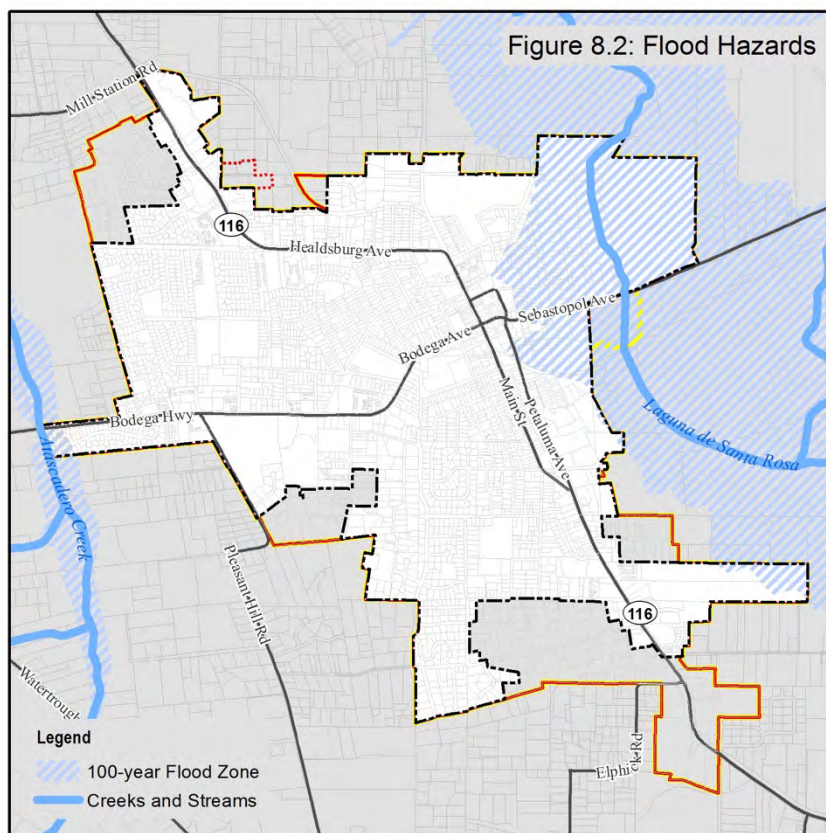 Figure 8.2: Flood Hazards
Mill Station Rd
116
Healdsburg Ave
Sebastopol Ave
Bodega Ave
Main St
Petaluma Ave
Laguna de Santa Rosa
Bodega Hwy
Atascadero Creek
Pleasant Hill Rd
116
Watertrough
Elphick Rd
Legend
100-year Flood Zone
Creeks and Streams